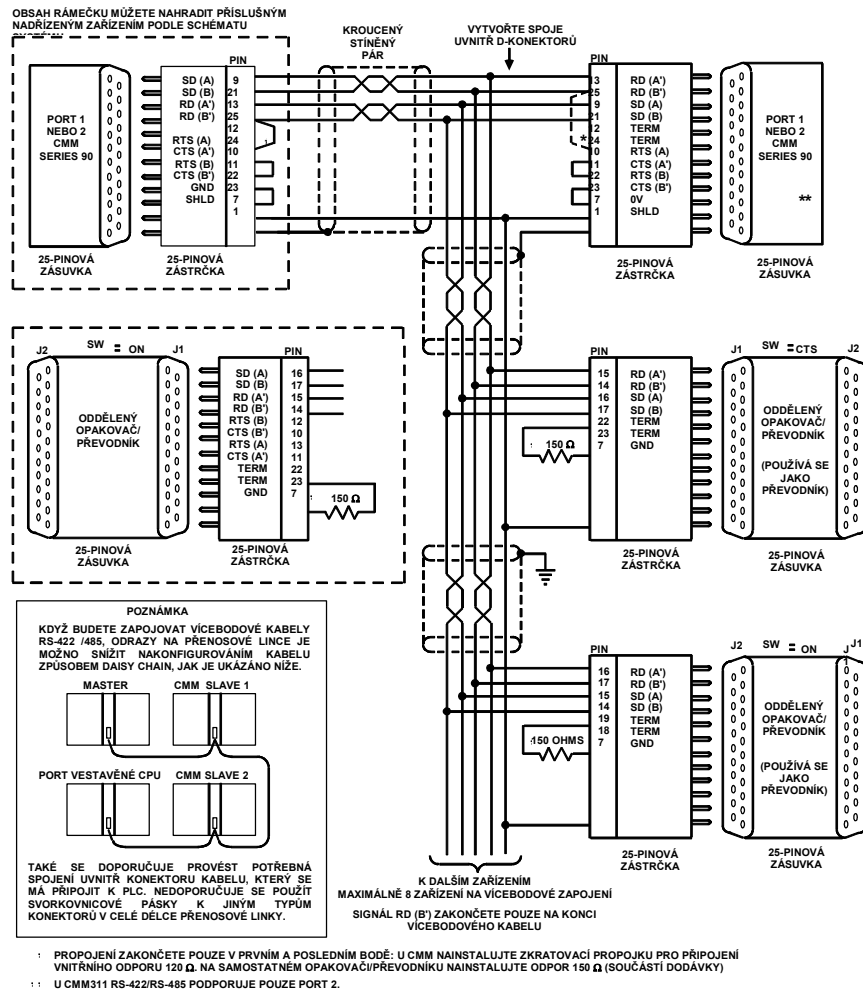 OBSAH RÁMEČKU MŮŽETE NAHRADIT PŘÍSLUŠNÝM
NADŘÍZENÝM ZAŘÍZENÍM PODLE SCHÉMATU
KROUCENÝ
STÍNĚNÝ
PÁR
VYTVOŘTE SPOJE
UVNITŘ D-KONEKTORŮ
PORT 1
NEBO 2
CMM
SERIES 90
25-PINOVÁ
ZÁSUVKA
PIN
SD (A) 9
SD (B) 21
RD (A') 13
RD (B') 25
12
RTS (A) 24
CTS (A') 10
RTS (B) 11
CTS (B') 22
GND 23
SHLD 7
1
25-PINOVÁ
ZÁSTRČKA
PIN
13 RD (A')
25 RD (B')
9 SD (A)
21 SD (B)
12 TERM
* 24 TERM
10 RTS (A)
11 CTS (A')
22 RTS (B)
23 CTS (B')
7 0V
1 SHLD
25-PINOVÁ
ZÁSTRČKA
PORT 1
NEBO 2
CMM
SERIES 90
**
25-PINOVÁ
ZÁSUVKA
J2 SW = ON J1
ODDĚLENÝ
OPAKOVAČ/
PŘEVODNÍK
25-PINOVÁ
ZÁSUVKA
PIN
SD (A) 16
SD (B) 17
RD (A') 15
RD (B') 14
RTS (B) 12
CTS (B') 10
RTS (A) 13
CTS (A') 11
TERM 22
TERM 23
GND 7
150 Ω
25-PINOVÁ
ZÁSTRČKA
PIN
15 RD (A')
14 RD (B')
16 SD (A)
17 SD (B)
22 TERM
23 TERM
7 GND
150 Ω
25-PINOVÁ
ZÁSTRČKA
J1 SW = CTS J2
ODDĚLENÝ
OPAKOVAČ/
PŘEVODNÍK
(POUŽÍVÁ SE
JAKO
PŘEVODNÍK)
25-PINOVÁ
ZÁSUVKA
POZNÁMKA
KDYŽ BUDETE ZAPOJOVAT VÍCEBODOVÉ KABELY
RS-422 /485, ODRAZY NA PŘENOSOVÉ LINCE JE
MOŽNO SNÍŽIT NAKONFIGUROVÁNÍM KABELU
ZPŮSOBEM DAISY CHAIN, JAK JE UKÁZÁNO NÍŽE.
MASTER CMM SLAVE 1
PORT VESTAVĚNÉ CPU CMM SLAVE 2
TAKÉ SE DOPORUČUJE PROVÉST POTŘEBNÁ
SPOJENÍ UVNITŘ KONEKTORU KABELU, KTERÝ SE
MÁ PŘIPOJIT K PLC. NEDOPORUČUJE SE POUŽÍT
SVORKOVNICOVÉ PÁSKY K JINÝM TYPŮM
KONEKTORŮ V CELÉ DÉLCE PŘENOSOVÉ LINKY.
PIN
16 RD (A')
17 RD (B')
15 SD (A)
14 SD (B)
19 TERM
18 TERM
7 GND
150 OHMS
25-PINOVÁ
ZÁSTRČKA
J2 SW = ON J J1
1
ODDĚLENÝ
OPAKOVAČ/
PŘEVODNÍK
(POUŽÍVÁ SE
JAKO
PŘEVODNÍK)
25-PINOVÁ
ZÁSUVKA
K DALŠÍM ZAŘÍZENÍM
MAXIMÁLNĚ 8 ZAŘÍZENÍ NA VÍCEBODOVÉ ZAPOJENÍ
SIGNÁL RD (B') ZAKONČETE POUZE NA KONCI
VÍCEBODOVÉHO KABELU
PROPOJENÍ ZAKONČETE POUZE V PRVNÍM A POSLEDNÍM BODĚ: U CMM NAINSTALUJTE ZKRATOVACÍ PROPOJKU PRO PŘIPOJENÍ
VNITŘNÍHO ODPORU 120 Ω. NA SAMOSTATNÉM OPAKOVAČI/PŘEVODNÍKU NAINSTALUJTE ODPOR 150 Ω (SOUČÁSTÍ DODÁVKY)
U CMM311 RS-422/RS-485 PODPORUJE POUZE PORT 2.